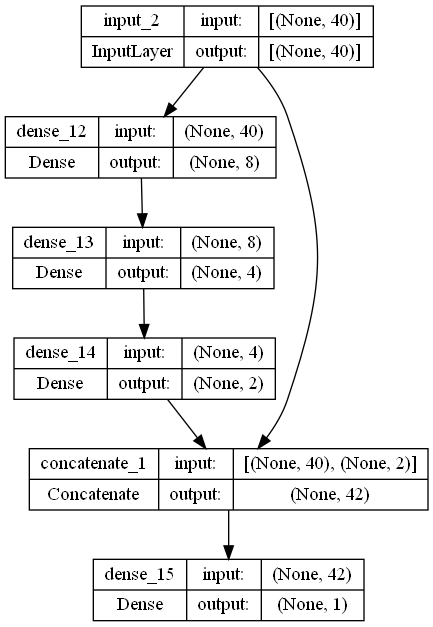 input_2 input: [(None, 40)]
InputLayer output: [(None, 40)]
dense_12 input: (None, 40)
Dense output: (None, 8)
dense_13 input: (None, 8)
Dense output: (None, 4)
dense_14 input: (None, 4)
Dense output: (None, 2)
concatenate_1 input: [(None, 40), (None, 2)]
Concatenate output: (None, 42)
dense_15 input: (None, 42)
Dense output: (None, 1)